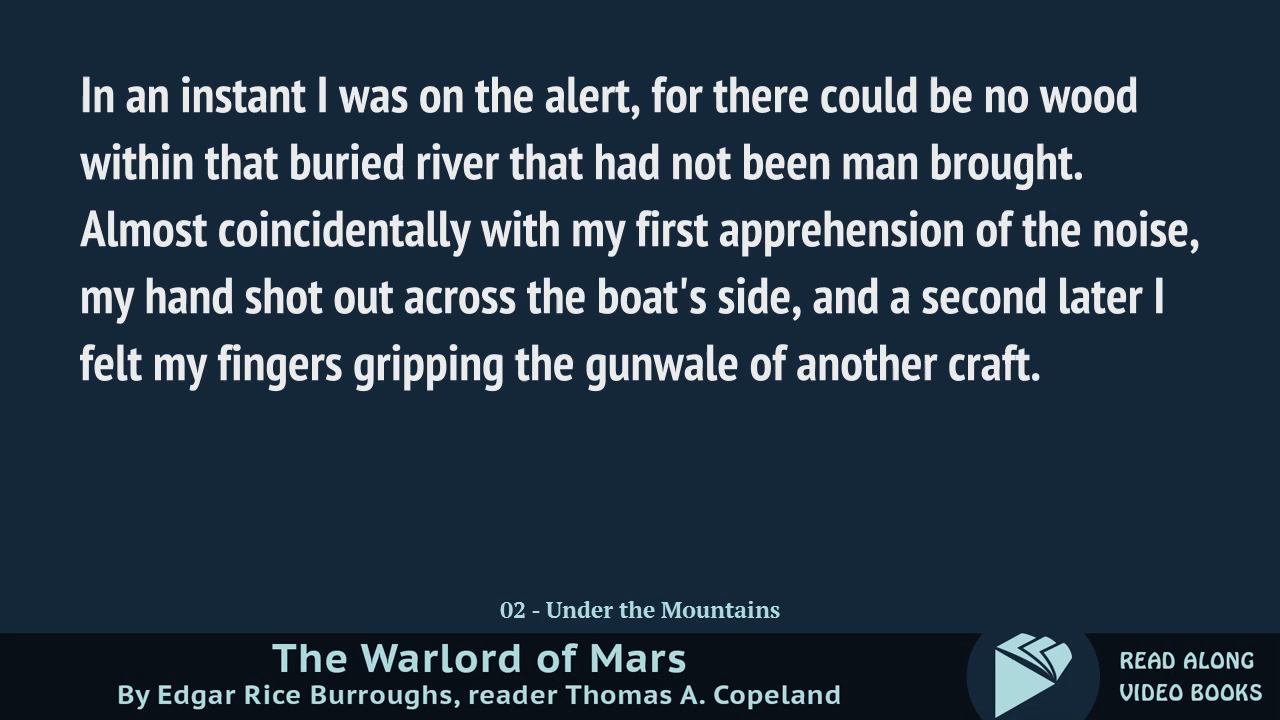 In an instant I was on the alert, for there could be no wood
within that buried river that had not been man brought.
Almost coincidentally with my first apprehension of the noise,
my hand shot out across the boat's side, and a second later I
felt my fingers gripping the gunwale of another craft.
02 - Under the Mountains
The Warlord of Mars
By Edgar Rice Burroughs, reader Thomas A. Copeland
READ ALONG
VIDEO BOOKS